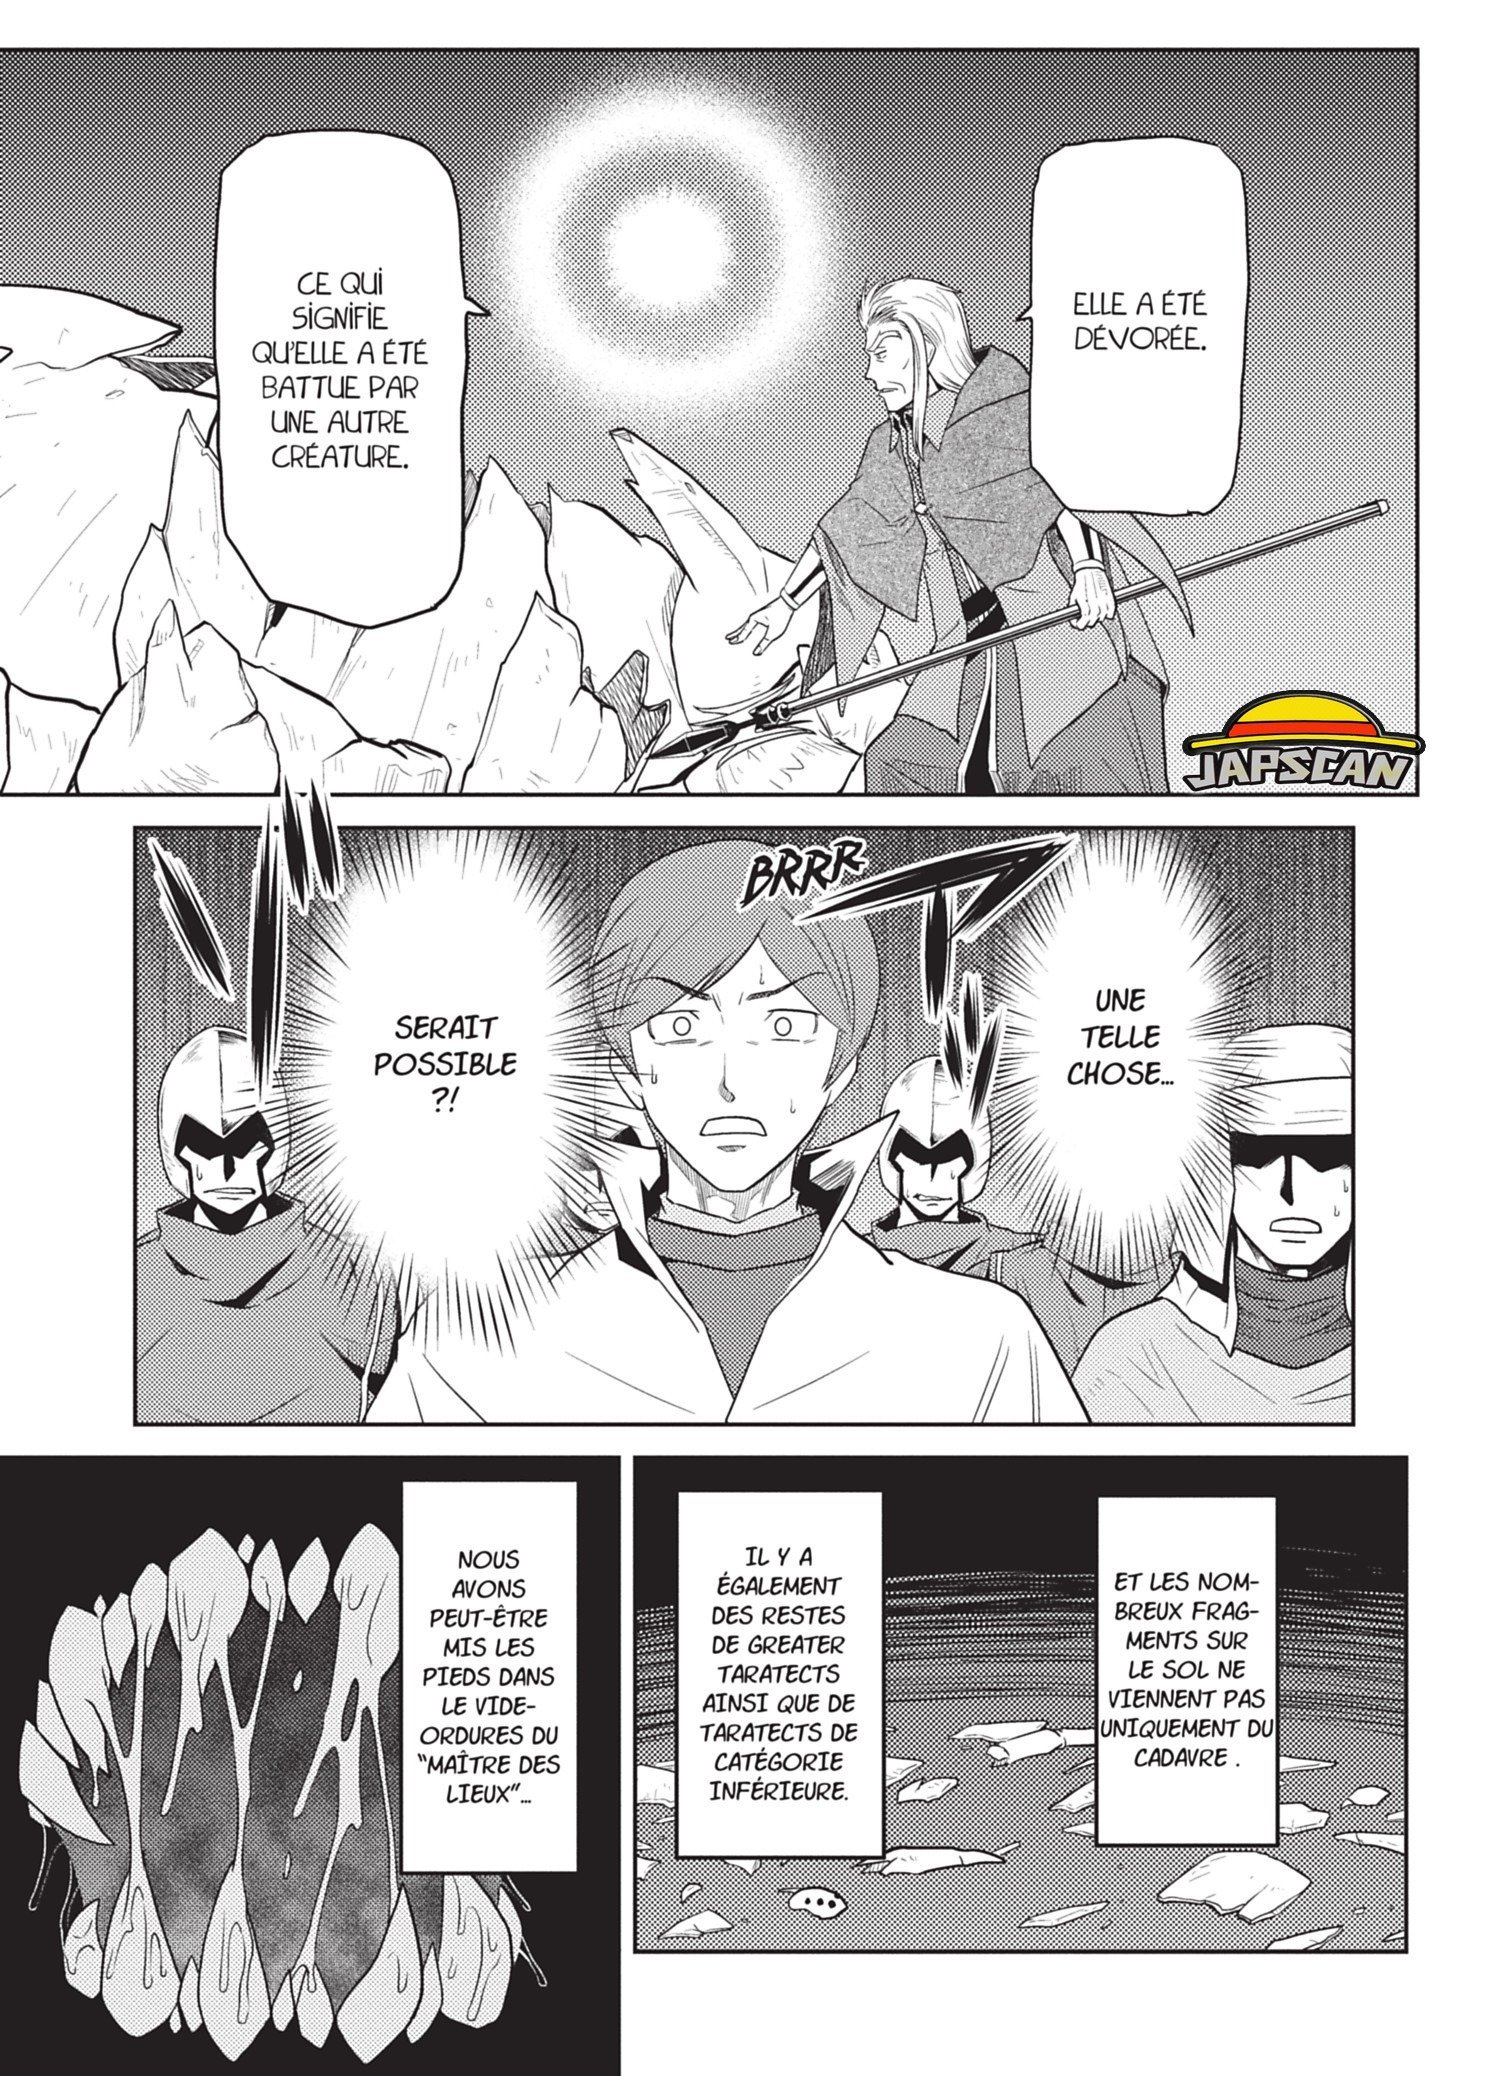 ELLE A ÉTÉ
DÉVORÉE.
CE QUI
SIGNIFIE
QU'ELLE A ÉTÉ
BATTUE PAR
UNE AUTRE
CRÉATURE.
JAPSCAN
BRRR
UNE
TELLE
CHOSE...
SERAIT
POSSIBLE
?!
ET LES NOM-
BREUX FRAG-
MENTS SUR
LE SOL NE
VIENNENT PAS
UNIQUEMENT DU
CADAVRE .
IL Y A
ÉGALEMENT
DES RESTES
DE GREATER
TARATECTS
AINSI QUE DE
TARATECTS DE
CATÉGORIE
INFÉRIEURE.
NOUS
AVONS
PEUT-ÊTRE
MIS LES
PIEDS DANS
LE VIDE-
ORDURES DU
"MAÎTRE DES
LIEUX"...